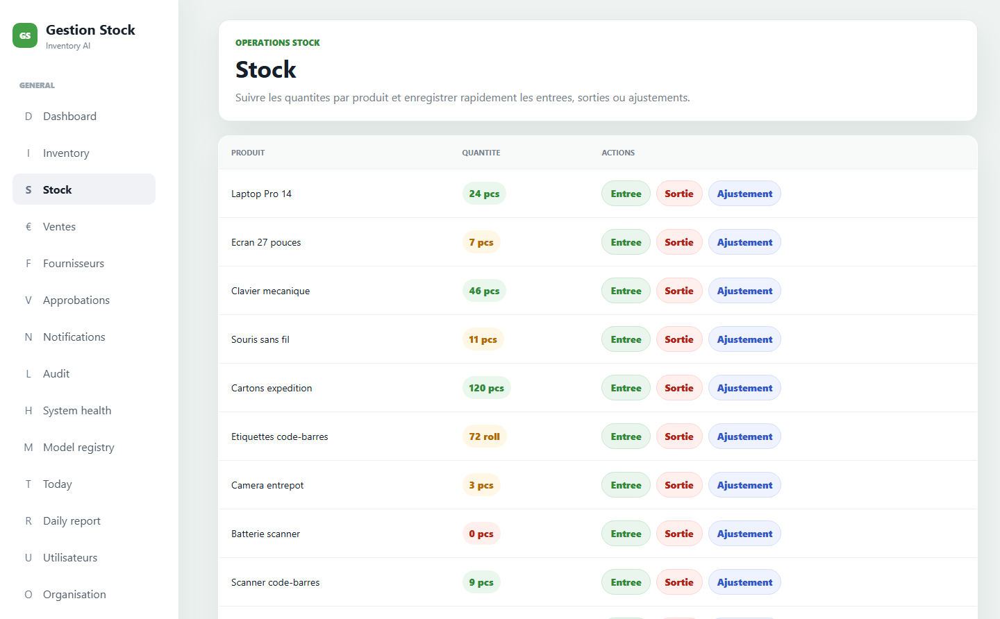 GS
Gestion Stock
Inventory AI
GENERAL
D Dashboard
I Inventory
S Stock
€ Ventes
F Fournisseurs
V Approbations
N Notifications
L Audit
H System health
M Model registry
T Today
R Daily report
U Utilisateurs
O Organisation
OPERATIONS STOCK
Stock
Suivre les quantites par produit et enregistrer rapidement les entrees, sorties ou ajustements.
PRODUIT QUANTITE ACTIONS
Laptop Pro 14 24 pcs Entree Sortie Ajustement
Ecran 27 pouces 7 pcs Entree Sortie Ajustement
Clavier mecanique 46 pcs Entree Sortie Ajustement
Souris sans fil 11 pcs Entree Sortie Ajustement
Cartons expedition 120 pcs Entree Sortie Ajustement
Etiquettes code-barres 72 roll Entree Sortie Ajustement
Camera entrepot 3 pcs Entree Sortie Ajustement
Batterie scanner 0 pcs Entree Sortie Ajustement
Scanner code-barres 9 pcs Entree Sortie Ajustement